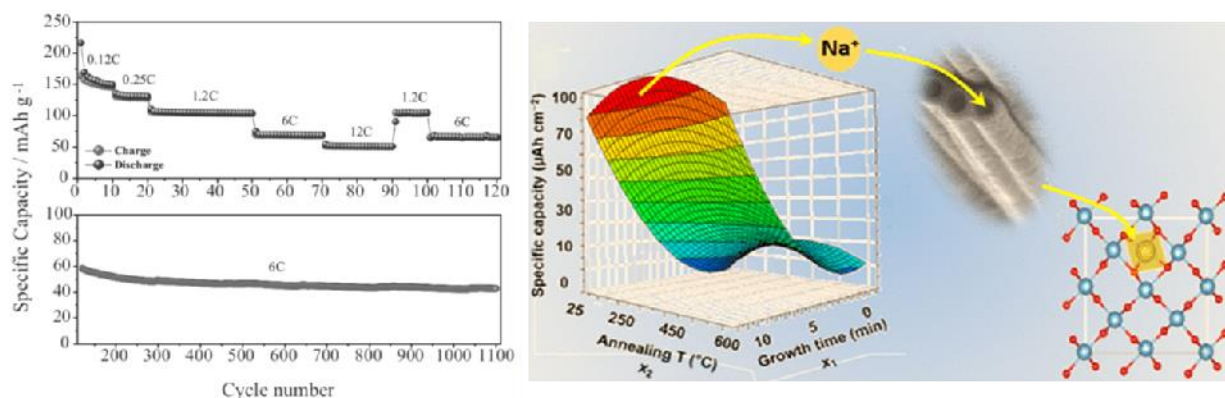 250
200
150
100
50
0
0.12C
0.25C
1.2C
6C
12C
1.2C
6C
Charge
Discharge
0 10 20 30 40 50 60 70 80 90 100 110 120
Specific Capacity / mAh g⁻¹
100
80
60
40
20
0
6C
200 300 400 500 600 700 800 900 1000 1100
Cycle number
Na⁺
Specific capacity (µAh cm⁻²)
100
70
50
30
10
0
25 250 450 600
Annealing T (°C)
x₂
10 5 0
Growth time (min)
x₁